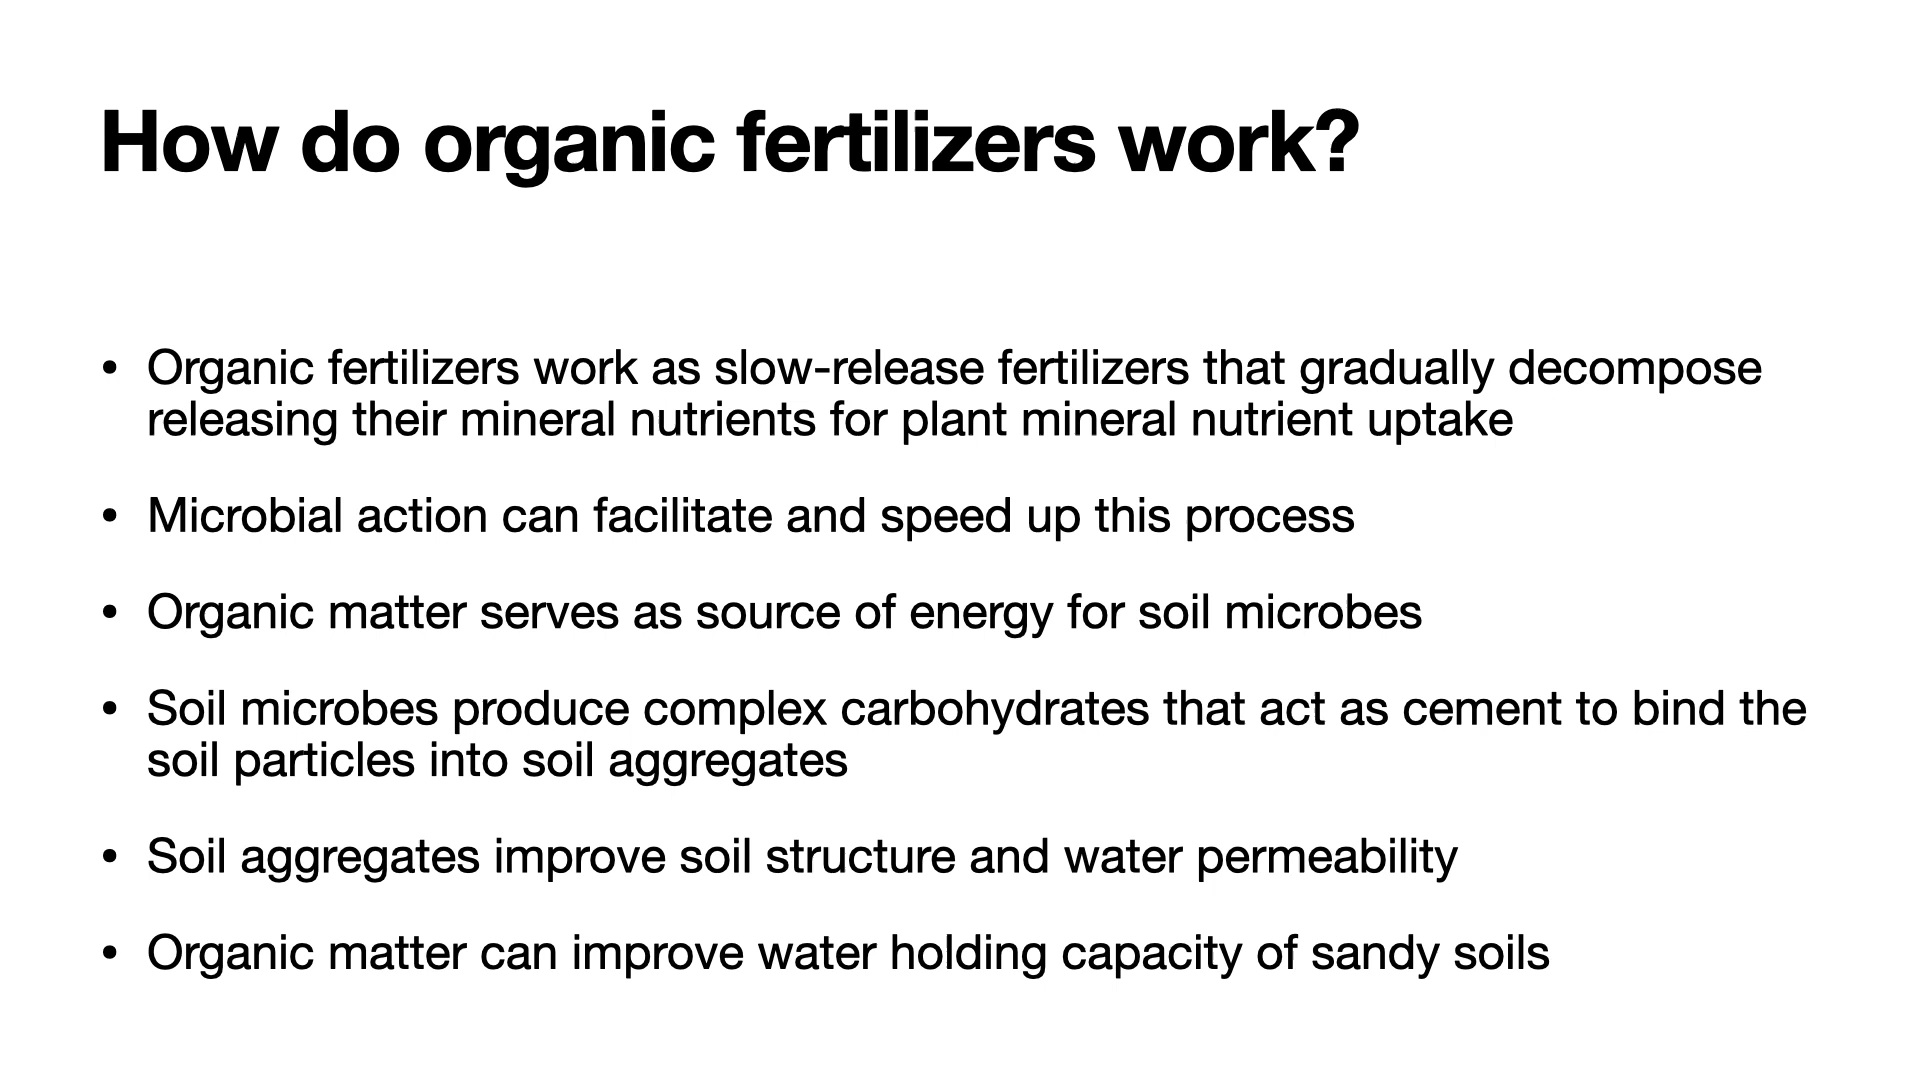 How do organic fertilizers work?
• Organic fertilizers work as slow-release fertilizers that gradually decompose
releasing their mineral nutrients for plant mineral nutrient uptake
• Microbial action can facilitate and speed up this process
• Organic matter serves as source of energy for soil microbes
• Soil microbes produce complex carbohydrates that act as cement to bind the
soil particles into soil aggregates
• Soil aggregates improve soil structure and water permeability
• Organic matter can improve water holding capacity of sandy soils